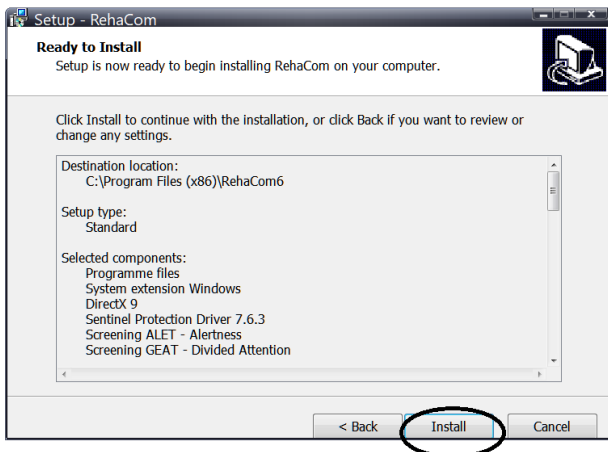 Setup - RehaCom
Ready to Install
Setup is now ready to begin installing RehaCom on your computer.
Click Install to continue with the installation, or click Back if you want to review or
change any settings.
Destination location:
C:\Program Files (x86)\RehaCom6
Setup type:
Standard
Selected components:
Programme files
System extension Windows
DirectX 9
Sentinel Protection Driver 7.6.3
Screening ALET - Alertness
Screening GEAT - Divided Attention
< Back
Install
Cancel